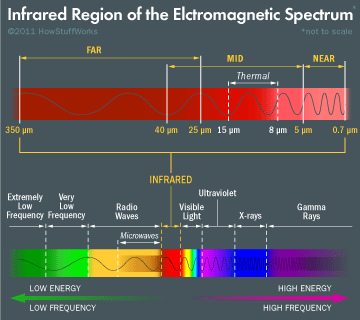 Infrared Region of the Elctromagnetic Spectrum
©2011 HowStuffWorks
*not to scale
FAR
MID
NEAR
Thermal
350 µm
40 µm
25 µm
15 µm
8 µm
5 µm
0.7 µm
INFRARED
Extremely
Low
Frequency
Very
Low
Frequency
Radio
Waves
Microwaves
Visible
Light
Ultraviolet
X-rays
Gamma
Rays
LOW ENERGY
HIGH ENERGY
LOW FREQUENCY
HIGH FREQUENCY